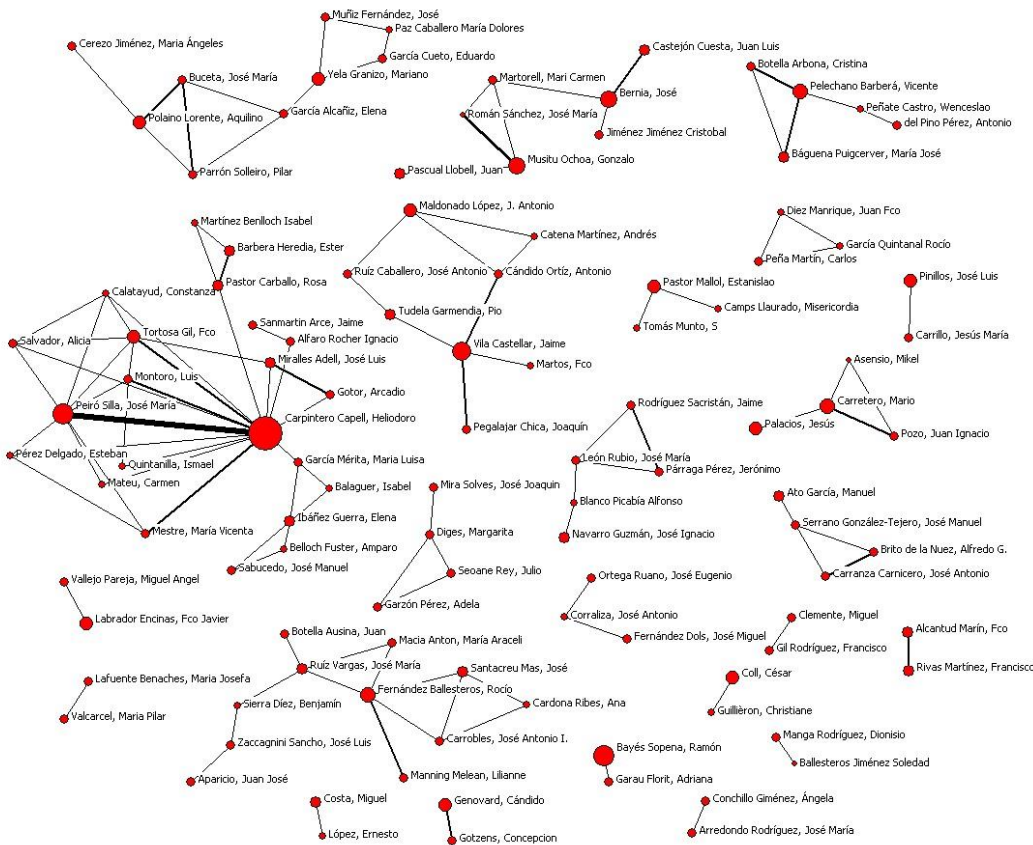 Muñiz Fernández, José
Paz Caballero María Dolores
Cerezo Jiménez, Maria Ángeles
García Cueto, Eduardo
Castejón Cuesta, Juan Luis
Botella Arbona, Cristina
Buceta, José María
Yela Granizo, Mariano
Martorell, Mari Carmen
Bernia, José
Pelechano Barberá, Vicente
Polaino Lorente, Aquilino
García Alcañiz, Elena
Román Sánchez, José María
Peñate Castro, Wenceslao
del Pino Pérez, Antonio
Jiménez Jiménez Cristobal
Báguena Puigcerver, María José
Parrón Solleiro, Pilar
Pascual Llobell, Juan
Musitu Ochoa, Gonzalo
Maldonado López, J. Antonio
Diez Manrique, Juan Fco
Martínez Benlloch Isabel
Catena Martínez, Andrés
García Quintanal Rocío
Barbera Heredia, Ester
Peña Martín, Carlos
Ruíz Caballero, José Antonio
Cándido Ortíz, Antonio
Pastor Carballo, Rosa
Pastor Mallol, Estanislao
Pinillos, José Luis
Calatayud, Constanza
Camps Llaurado, Misericordia
Tudela Garmendia, Pio
Sanmartin Arce, Jaime
Tomás Munto, S
Tortosa Gil, Fco
Alfaro Rocher Ignacio
Carrillo, Jesús María
Salvador, Alicia
Vila Castellar, Jaime
Miralles Adell, José Luis
Martos, Fco
Asensio, Mikel
Montoro, Luis
Gotor, Arcadio
Peiró Silla, José María
Carpintero Capell, Heliodoro
Rodríguez Sacristán, Jaime
Carretero, Mario
Pegalajar Chica, Joaquín
Palacios, Jesús
Pozo, Juan Ignacio
Pérez Delgado, Esteban
Quintanilla, Ismael
García Mérita, Maria Luisa
León Rubio, José María
Párraga Pérez, Jerónimo
Mateu, Carmen
Balaguer, Isabel
Mira Solves, José Joaquin
Ato García, Manuel
Blanco Picabía Alfonso
Ibáñez Guerra, Elena
Serrano González-Tejero, José Manuel
Mestre, María Vicenta
Diges, Margarita
Navarro Guzmán, José Ignacio
Belloch Fuster, Amparo
Brito de la Nuez, Alfredo G.
Sabucedo, José Manuel
Seoane Rey, Julio
Carranza Carnicero, José Antonio
Vallejo Pareja, Miguel Angel
Ortega Ruano, José Eugenio
Garzón Pérez, Adela
Labrador Encinas, Fco Javier
Corraliza, José Antonio
Clemente, Miguel
Botella Ausina, Juan
Macia Anton, María Araceli
Fernández Dols, José Miguel
Gil Rodríguez, Francisco
Alcantud Marín, Fco
Ruíz Vargas, José María
Santacreu Mas, José
Rivas Martínez, Francisco
Lafuente Benaches, Maria Josefa
Fernández Ballesteros, Rocío
Coll, César
Sierra Díez, Benjamín
Cardona Ribes, Ana
Valcarcel, Maria Pilar
Guillièron, Christiane
Zaccagnini Sancho, José Luis
Carrobles, José Antonio I.
Manga Rodríguez, Dionisio
Bayés Sopena, Ramón
Ballesteros Jiménez Soledad
Aparicio, Juan José
Manning Melean, Lilianne
Garau Florit, Adriana
Costa, Miguel
Genovard, Cándido
Conchillo Giménez, Ángela
López, Ernesto
Gotzens, Concepcion
Arredondo Rodríguez, José María